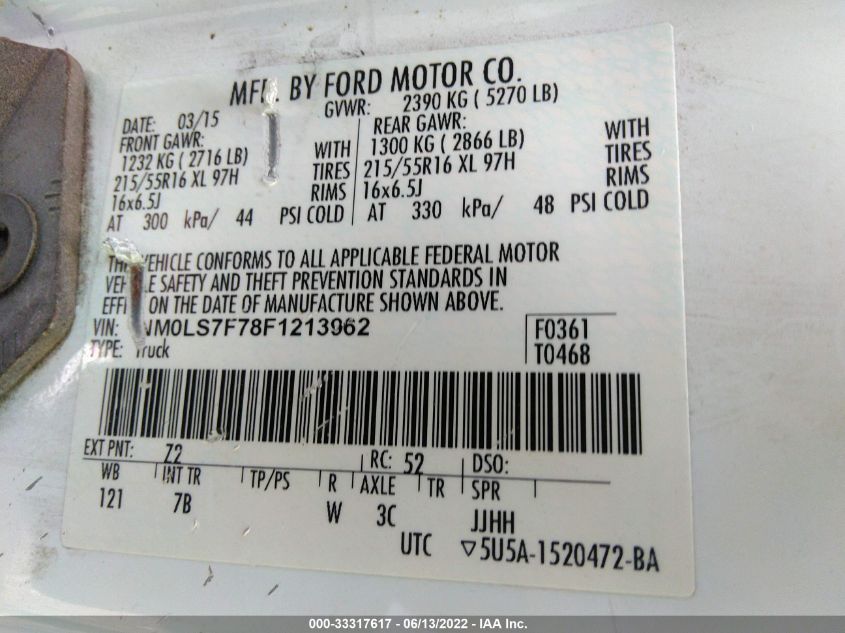 MFD BY FORD MOTOR CO.
DATE: 03/15 GVWR: 2390 KG ( 5270 LB)
FRONT GAWR: REAR GAWR:
1232 KG ( 2716 LB) WITH 1300 KG ( 2866 LB) WITH
215/55R16 XL 97H TIRES 215/55R16 XL 97H TIRES
16x6.5J RIMS 16x6.5J RIMS
AT 300 kPa/ 44 PSI COLD AT 330 kPa/ 48 PSI COLD
VEHICLE CONFORMS TO ALL APPLICABLE FEDERAL MOTOR
SAFETY AND THEFT PREVENTION STANDARDS IN
ON THE DATE OF MANUFACTURE SHOWN ABOVE.
VIN: NM0LS7F78F1213962 F0361
TYPE: Truck T0468
EXT PNT: Z2 RC: 52 DSO:
WB INT TR TP/PS R AXLE TR SPR
121 7B W 3C JJHH
UTC ▽5U5A-1520472-BA
000-33317617 - 06/13/2022 - IAA Inc.